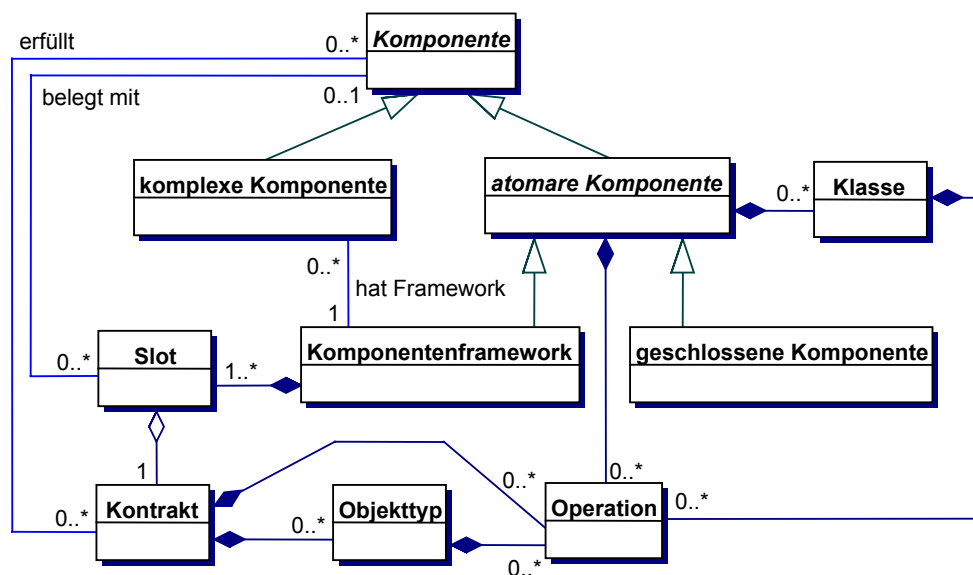 erfüllt
0..*
Komponente
belegt mit
0..1
komplexe Komponente
atomare Komponente
0..*
Klasse
0..*
hat Framework
1
Slot
0..*
1..*
Komponentenframework
geschlossene Komponente
1
0..*
0..*
Kontrakt
0..*
0..*
Objekttyp
Operation
0..*
0..*